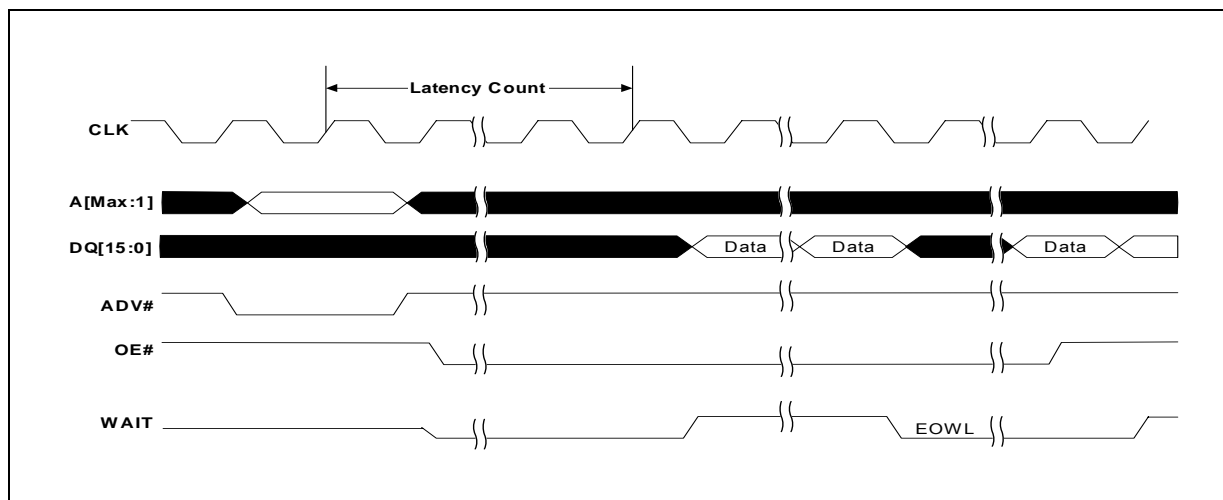 Latency Count
CLK
A[Max:1]
DQ[15:0] Data Data Data
ADV#
OE#
WAIT EOWL